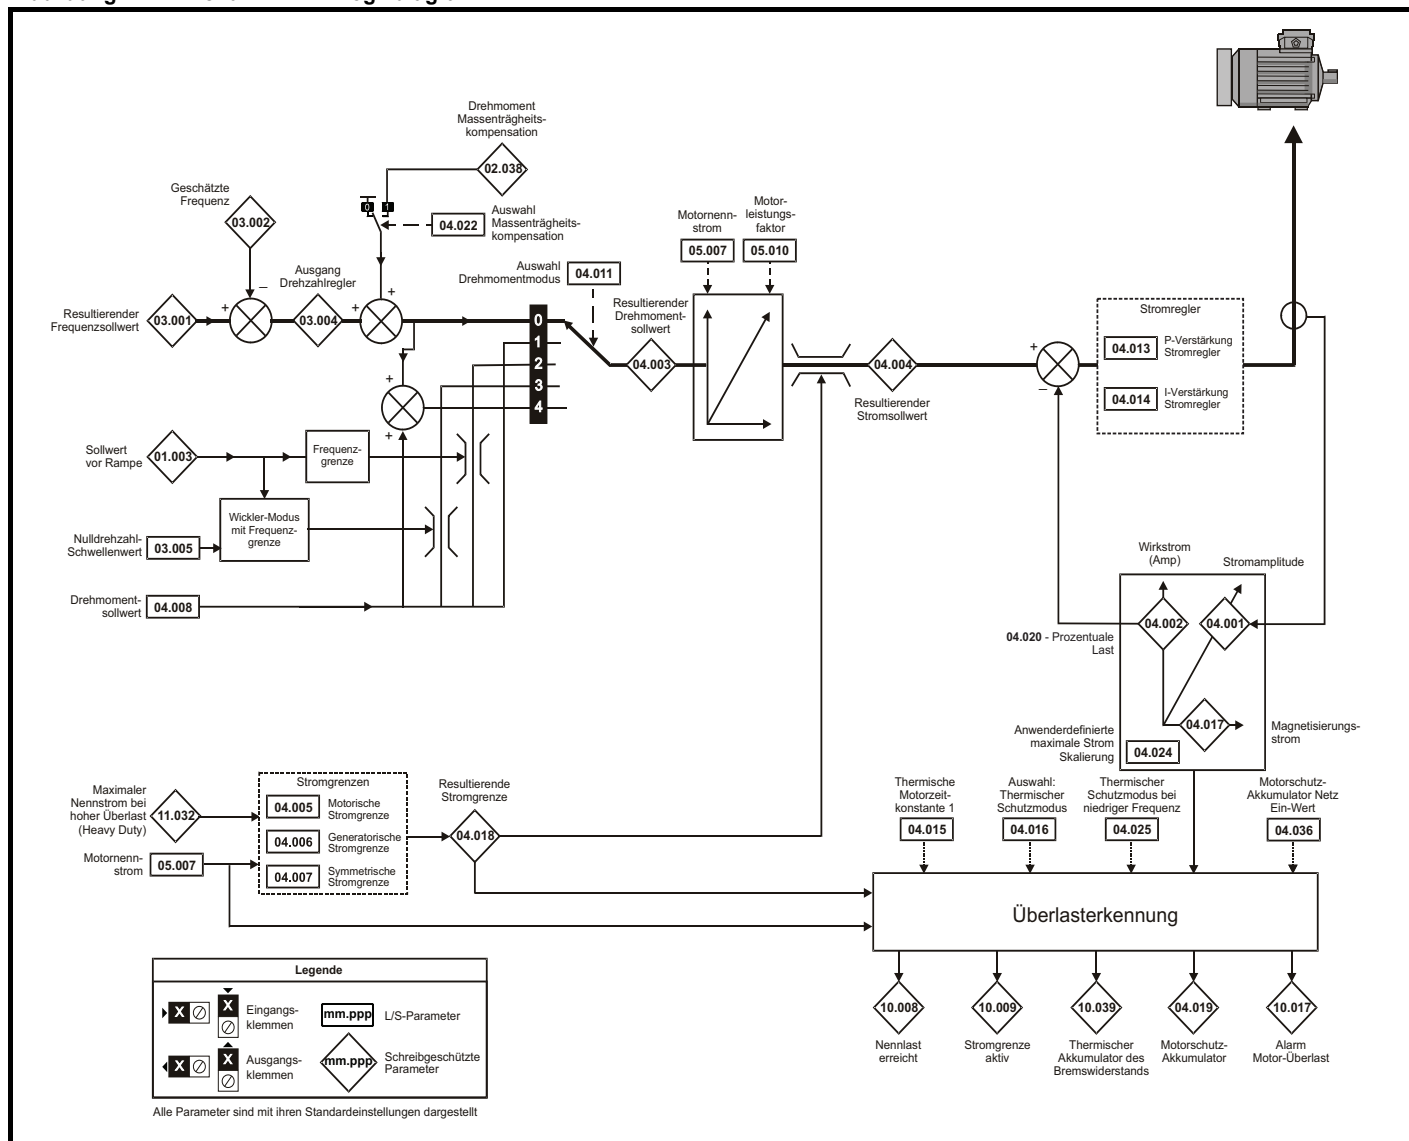 Drehmoment
Massenträgheits-
kompensation
02.038
Geschätzte
Frequenz
03.002
0 1
04.022
Auswahl
Massenträgheits-
kompensation
Motornenn-
strom
05.007
Motor-
leistungs-
faktor
05.010
Auswahl
Drehmomentmodus
04.011
Ausgang
Drehzahlregler
Resultierender
Frequenzsollwert
03.001
+
–
03.004
+
+
0
1
2
3
4
Resultierender
Drehmoment-
sollwert
04.003
04.004
Resultierender
Stromsollwert
+
–
Stromregler
04.013
P-Verstärkung
Stromregler
04.014
I-Verstärkung
Stromregler
+
+
Sollwert
vor Rampe
01.003
Frequenz-
grenze
Wickler-Modus
mit Frequenz-
grenze
Nulldrehzahl-
Schwellenwert
03.005
Drehmoment-
sollwert
04.008
Wirkstrom
(Amp)
Stromamplitude
04.002
04.001
04.020 - Prozentuale
Last
04.017
Magnetisierungs-
strom
Anwenderdefinierte
maximale Strom
Skalierung
04.024
Maximaler
Nennstrom bei
hoher Überlast
(Heavy Duty)
11.032
Motornenn-
strom
05.007
Stromgrenzen
04.005
Motorische
Stromgrenze
04.006
Generatorische
Stromgrenze
04.007
Symmetrische
Stromgrenze
Resultierende
Stromgrenze
04.018
Thermische
Motorzeit-
konstante 1
04.015
Auswahl:
Thermischer
Schutzmodus
04.016
Thermischer
Schutzmodus bei
niedriger Frequenz
04.025
Motorschutz-
Akkumulator Netz
Ein-Wert
04.036
Überlasterkennung
10.008
Nennlast
erreicht
10.009
Stromgrenze
aktiv
10.039
Thermischer
Akkumulator des
Bremswiderstands
04.019
Motorschutz-
Akkumulator
10.017
Alarm
Motor-Überlast
Legende
X
X
Eingangs-
klemmen
mm.ppp
L/S-Parameter
X
X
Ausgangs-
klemmen
mm.ppp
Schreibgeschützte
Parameter
Alle Parameter sind mit ihren Standardeinstellungen dargestellt